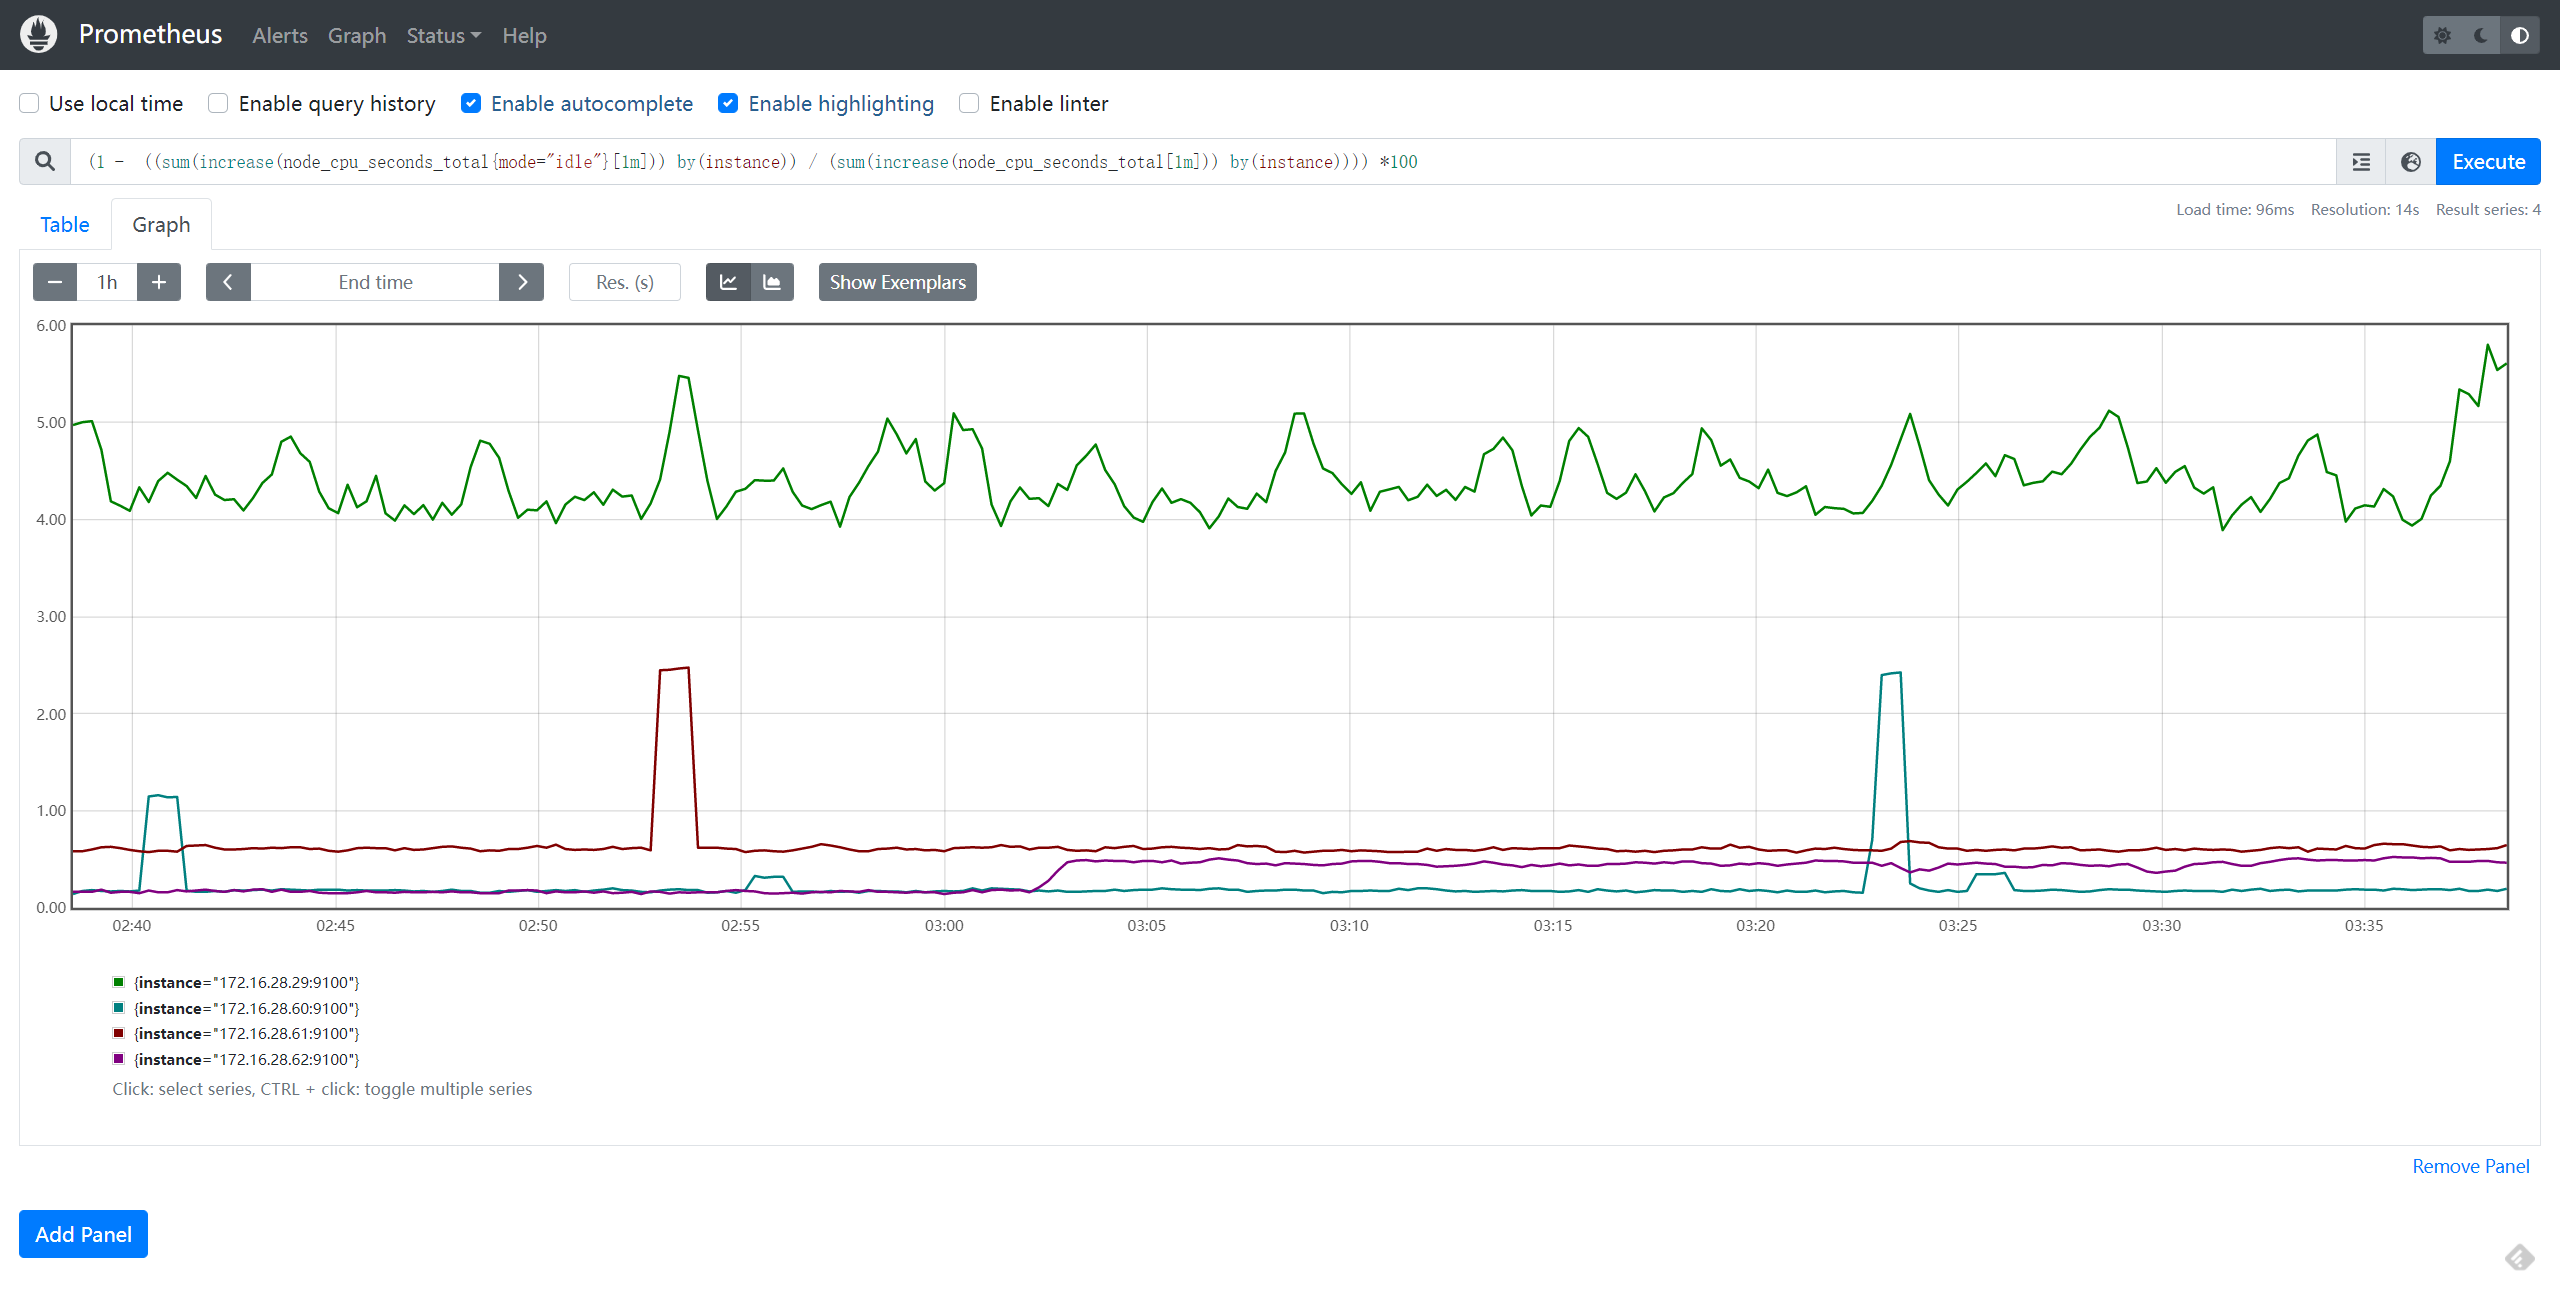 Prometheus Alerts Graph Status Help
Use local time Enable query history Enable autocomplete Enable highlighting Enable linter
(1 -  ((sum(increase(node_cpu_seconds_total{mode="idle"}[1m])) by(instance)) / (sum(increase(node_cpu_seconds_total[1m])) by(instance)))) *100
Execute
Table Graph
Load time: 96ms Resolution: 14s Result series: 4
1h End time Res. (s) Show Exemplars
6.00
5.00
4.00
3.00
2.00
1.00
0.00
02:40 02:45 02:50 02:55 03:00 03:05 03:10 03:15 03:20 03:25 03:30 03:35
{instance="172.16.28.29:9100"}
{instance="172.16.28.60:9100"}
{instance="172.16.28.61:9100"}
{instance="172.16.28.62:9100"}
Click: select series, CTRL + click: toggle multiple series
Remove Panel
Add Panel